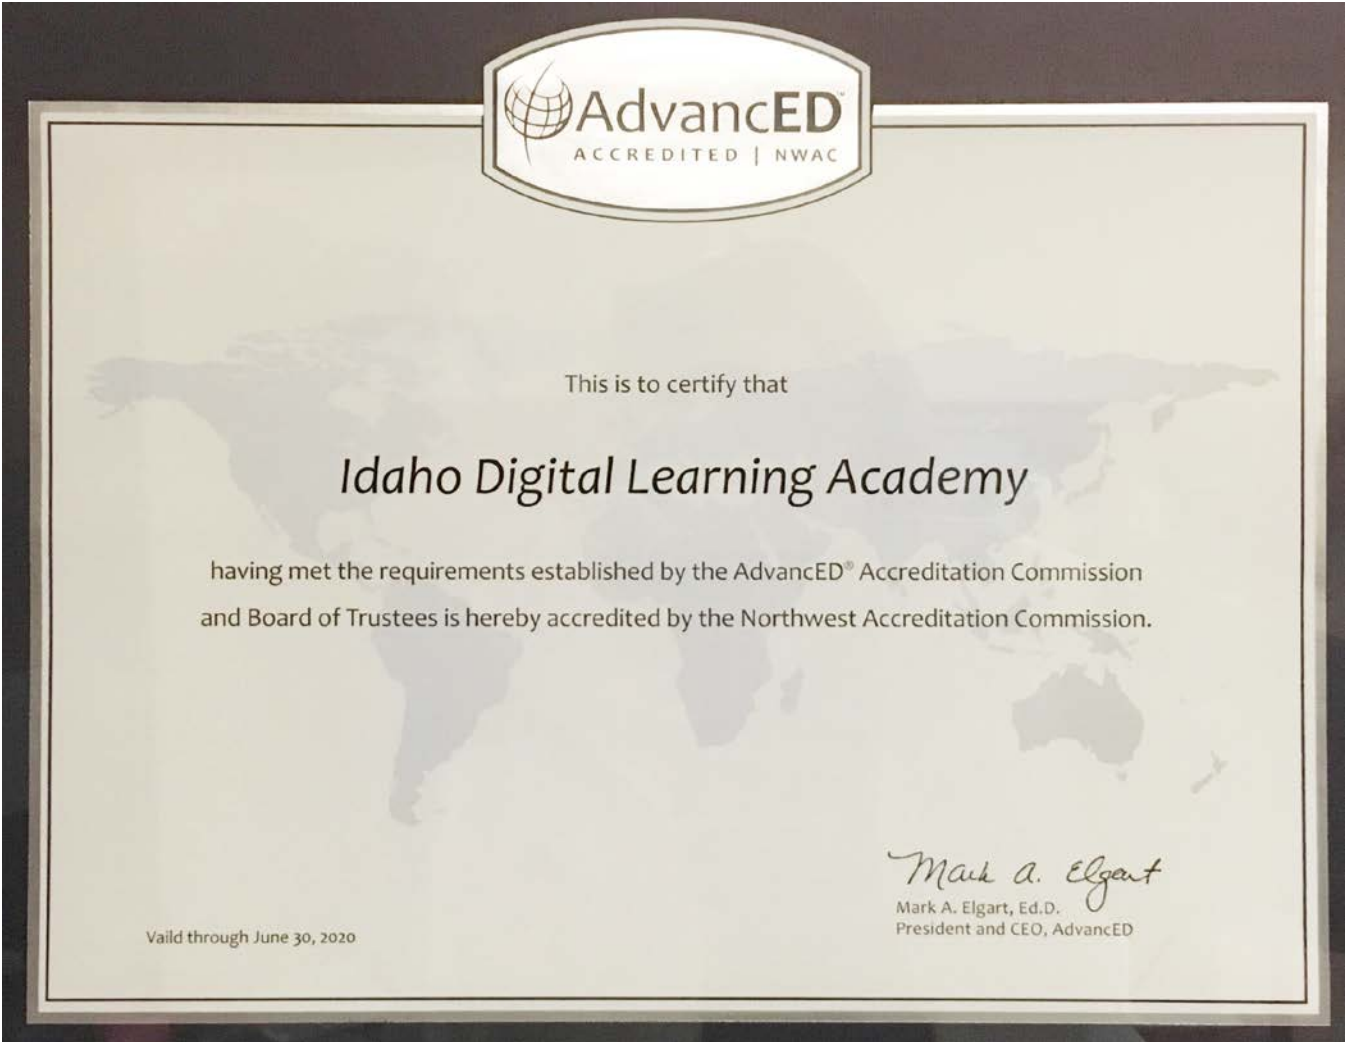 AdvancED™
ACCREDITED | NWAC
This is to certify that
Idaho Digital Learning Academy
having met the requirements established by the AdvancED® Accreditation Commission
and Board of Trustees is hereby accredited by the Northwest Accreditation Commission.
Mark A. Elgart
Mark A. Elgart, Ed.D.
President and CEO, AdvancED
Vaild through June 30, 2020